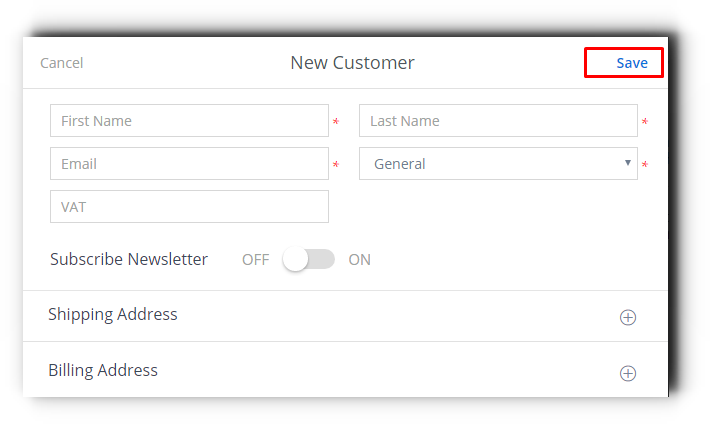 Cancel New Customer Save
First Name * Last Name *
Email * General ▼ *
VAT
Subscribe Newsletter OFF ON
Shipping Address
Billing Address